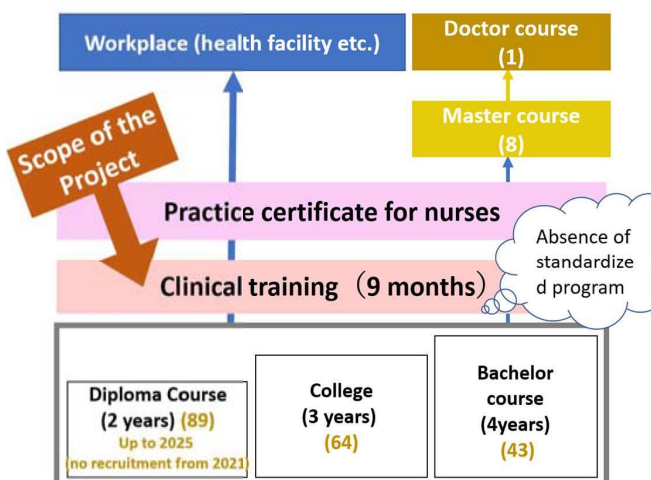 Workplace (health facility etc.)
Doctor course
(1)
Master course
(8)
Scope of the
Project
Practice certificate for nurses
Absence of
standardize
d program
Clinical training（9 months）
Diploma Course
(2 years) (89)
Up to 2025
(no recruitment from 2021)
College
(3 years)
(64)
Bachelor
course
(4years)
(43)